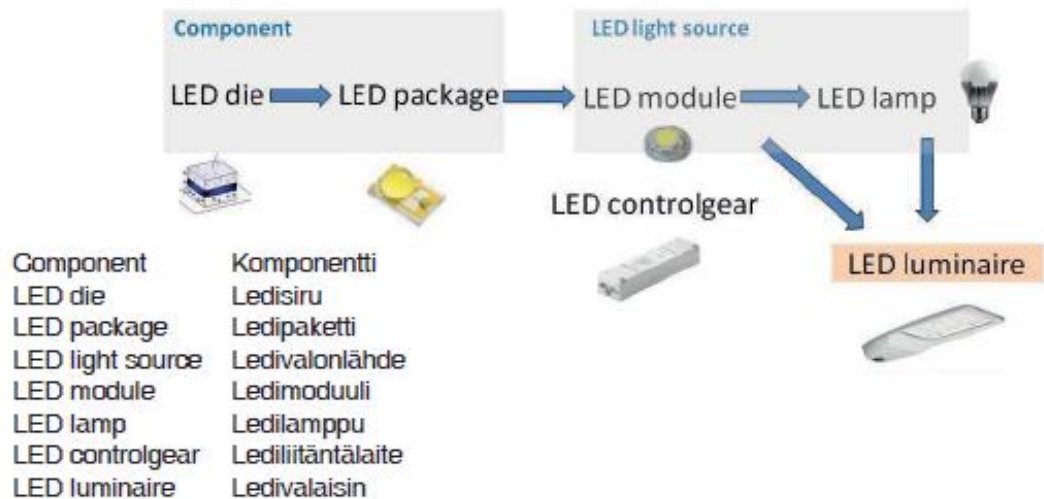 Component LED light source
LED die LED package LED module LED lamp
LED controlgear
LED luminaire
Component Komponentti
LED die Ledisiru
LED package Ledipaketti
LED light source Ledivalonlähde
LED module Ledimoduuli
LED lamp Ledilamppu
LED controlgear Lediliitäntälaite
LED luminaire Ledivalaisin